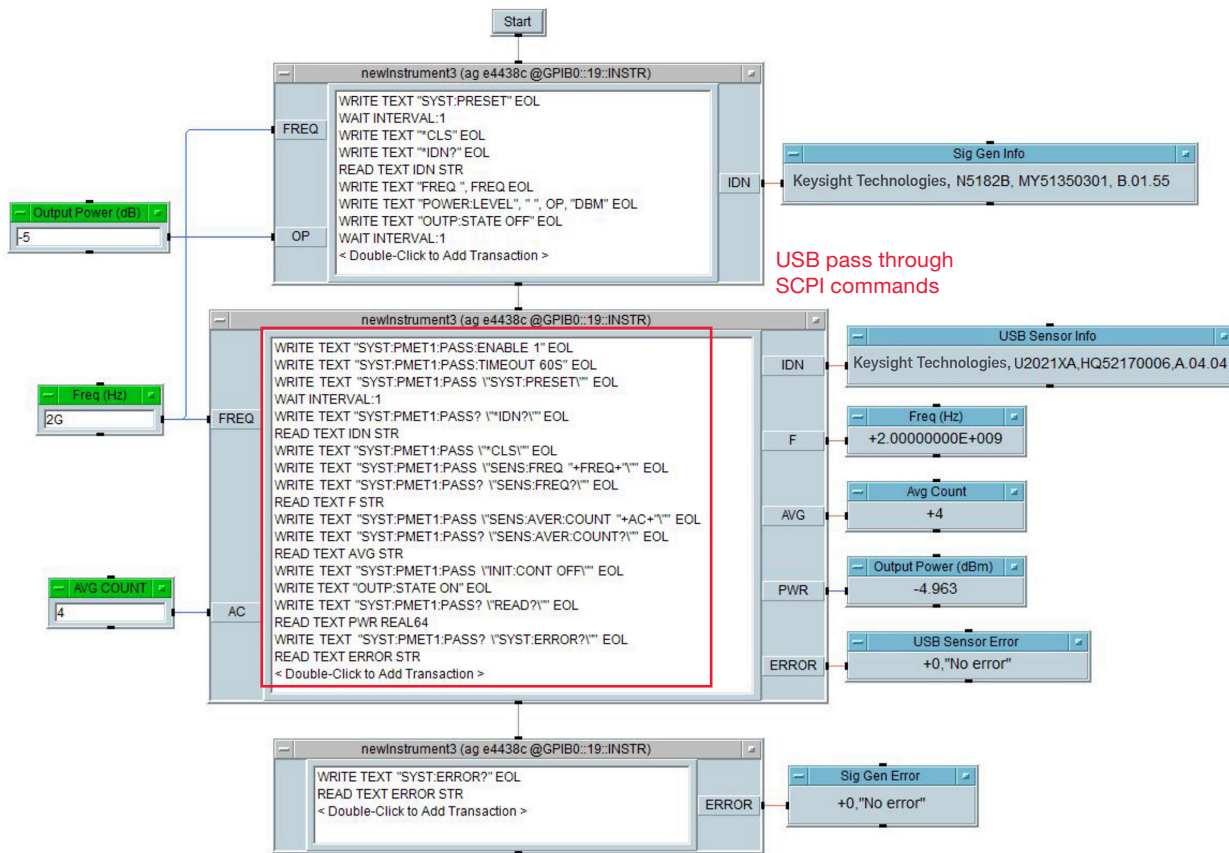 Start
newInstrument3 (ag e4438c @GPIB0::19::INSTR)
WRITE TEXT "SYST:PRESET" EOL
WAIT INTERVAL:1
WRITE TEXT "*CLS" EOL
WRITE TEXT "*IDN?" EOL
READ TEXT IDN STR
WRITE TEXT "FREQ ", FREQ EOL
WRITE TEXT "POWER:LEVEL", " ", OP, "DBM" EOL
WRITE TEXT "OUTP:STATE OFF" EOL
WAIT INTERVAL:1
< Double-Click to Add Transaction >
FREQ
OP
IDN
Sig Gen Info
Keysight Technologies, N5182B, MY51350301, B.01.55
Output Power (dB)
-5
USB pass through
SCPI commands
newInstrument3 (ag e4438c @GPIB0::19::INSTR)
WRITE TEXT "SYST:PMET1:PASS:ENABLE 1" EOL
WRITE TEXT "SYST:PMET1:PASS:TIMEOUT 60S" EOL
WRITE TEXT "SYST:PMET1:PASS \"SYST:PRESET\"" EOL
WAIT INTERVAL:1
WRITE TEXT "SYST:PMET1:PASS? \"*IDN?\"" EOL
READ TEXT IDN STR
WRITE TEXT "SYST:PMET1:PASS \"*CLS\"" EOL
WRITE TEXT "SYST:PMET1:PASS \"SENS:FREQ "+FREQ+"\"" EOL
WRITE TEXT "SYST:PMET1:PASS? \"SENS:FREQ?\"" EOL
READ TEXT F STR
WRITE TEXT "SYST:PMET1:PASS \"SENS:AVER:COUNT "+AC+"\"" EOL
WRITE TEXT "SYST:PMET1:PASS? \"SENS:AVER:COUNT?\"" EOL
READ TEXT AVG STR
WRITE TEXT "SYST:PMET1:PASS \"INIT:CONT OFF\"" EOL
WRITE TEXT "OUTP:STATE ON" EOL
WRITE TEXT "SYST:PMET1:PASS? \"READ?\"" EOL
READ TEXT PWR REAL64
WRITE TEXT "SYST:PMET1:PASS? \"SYST:ERROR?\"" EOL
READ TEXT ERROR STR
< Double-Click to Add Transaction >
Freq (Hz)
2G
FREQ
AVG COUNT
4
AC
IDN
USB Sensor Info
Keysight Technologies, U2021XA,HQ52170006,A.04.04
F
Freq (Hz)
+2.00000000E+009
AVG
Avg Count
+4
PWR
Output Power (dBm)
-4.963
ERROR
USB Sensor Error
+0,"No error"
newInstrument3 (ag e4438c @GPIB0::19::INSTR)
WRITE TEXT "SYST:ERROR?" EOL
READ TEXT ERROR STR
< Double-Click to Add Transaction >
ERROR
Sig Gen Error
+0,"No error"